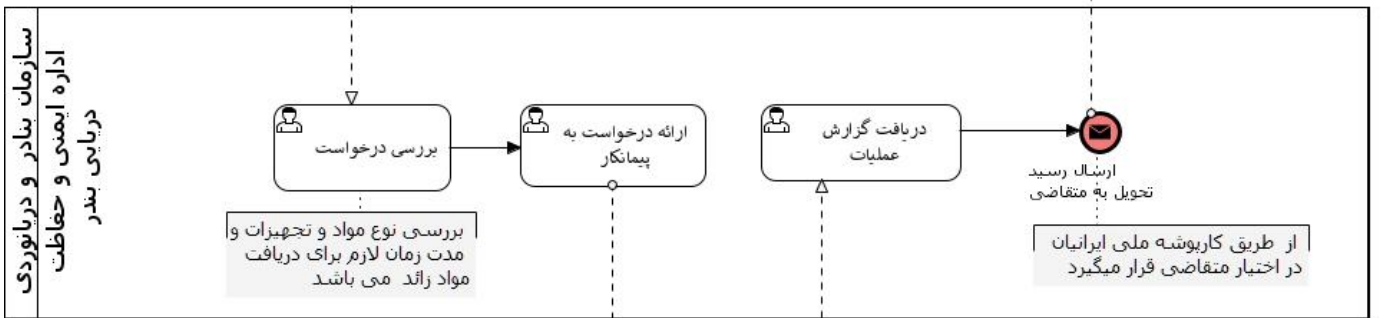 سازمان بنادر و دریانوردی
اداره ایمنی و حفاظت
دریایی بندر
بررسی درخواست
بررسی نوع مواد و تجهیزات و
مدت زمان لازم برای دریافت
مواد زائد می باشد
ارائه درخواست به
پیمانکار
دریافت گزارش
عملیات
ارسال رسید
تحویل به متقاضی
از طریق کارپوشه ملی ایرانیان
در اختیار متقاضی قرار میگیرد